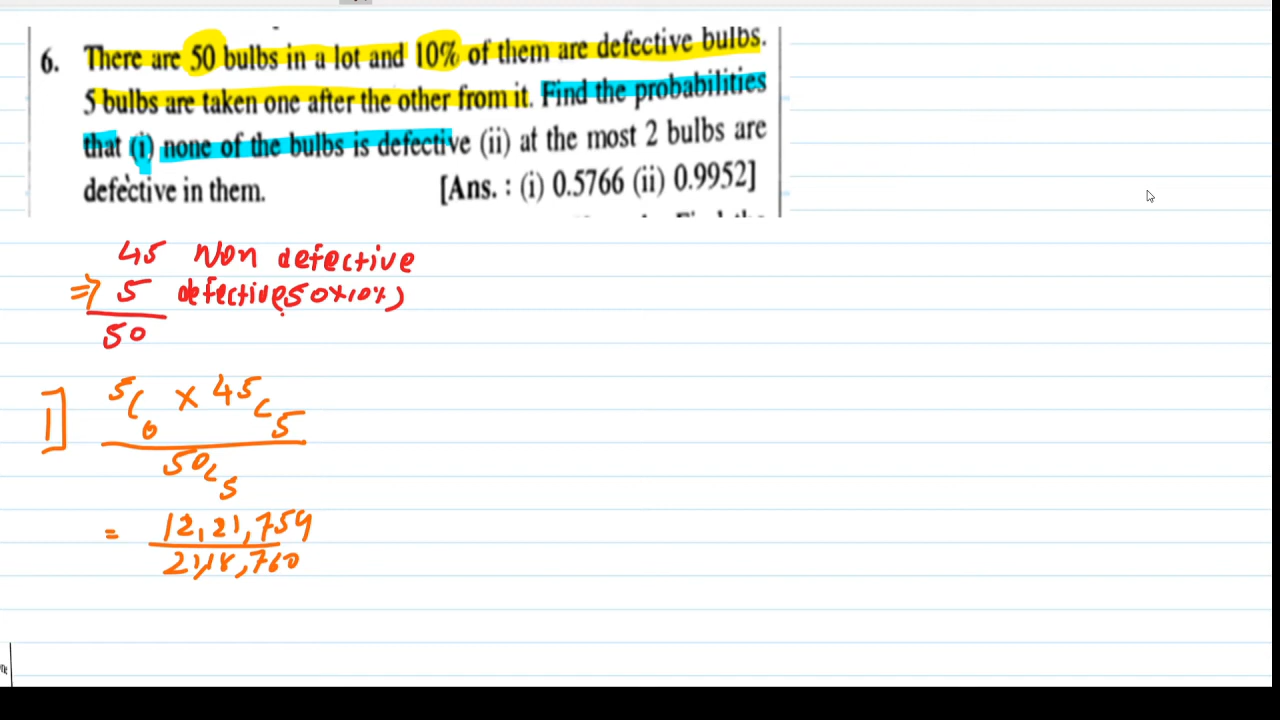 6. There are 50 bulbs in a lot and 10% of them are defective bulbs.
5 bulbs are taken one after the other from it. Find the probabilities
that (i) none of the bulbs is defective (ii) at the most 2 bulbs are
defective in them. [Ans. : (i) 0.5766 (ii) 0.9952]
45 Non defective
=> 5 defective(50x10%)
50
1] 5C0 × 45C5
50C5
= 12,21,759
21,18,760